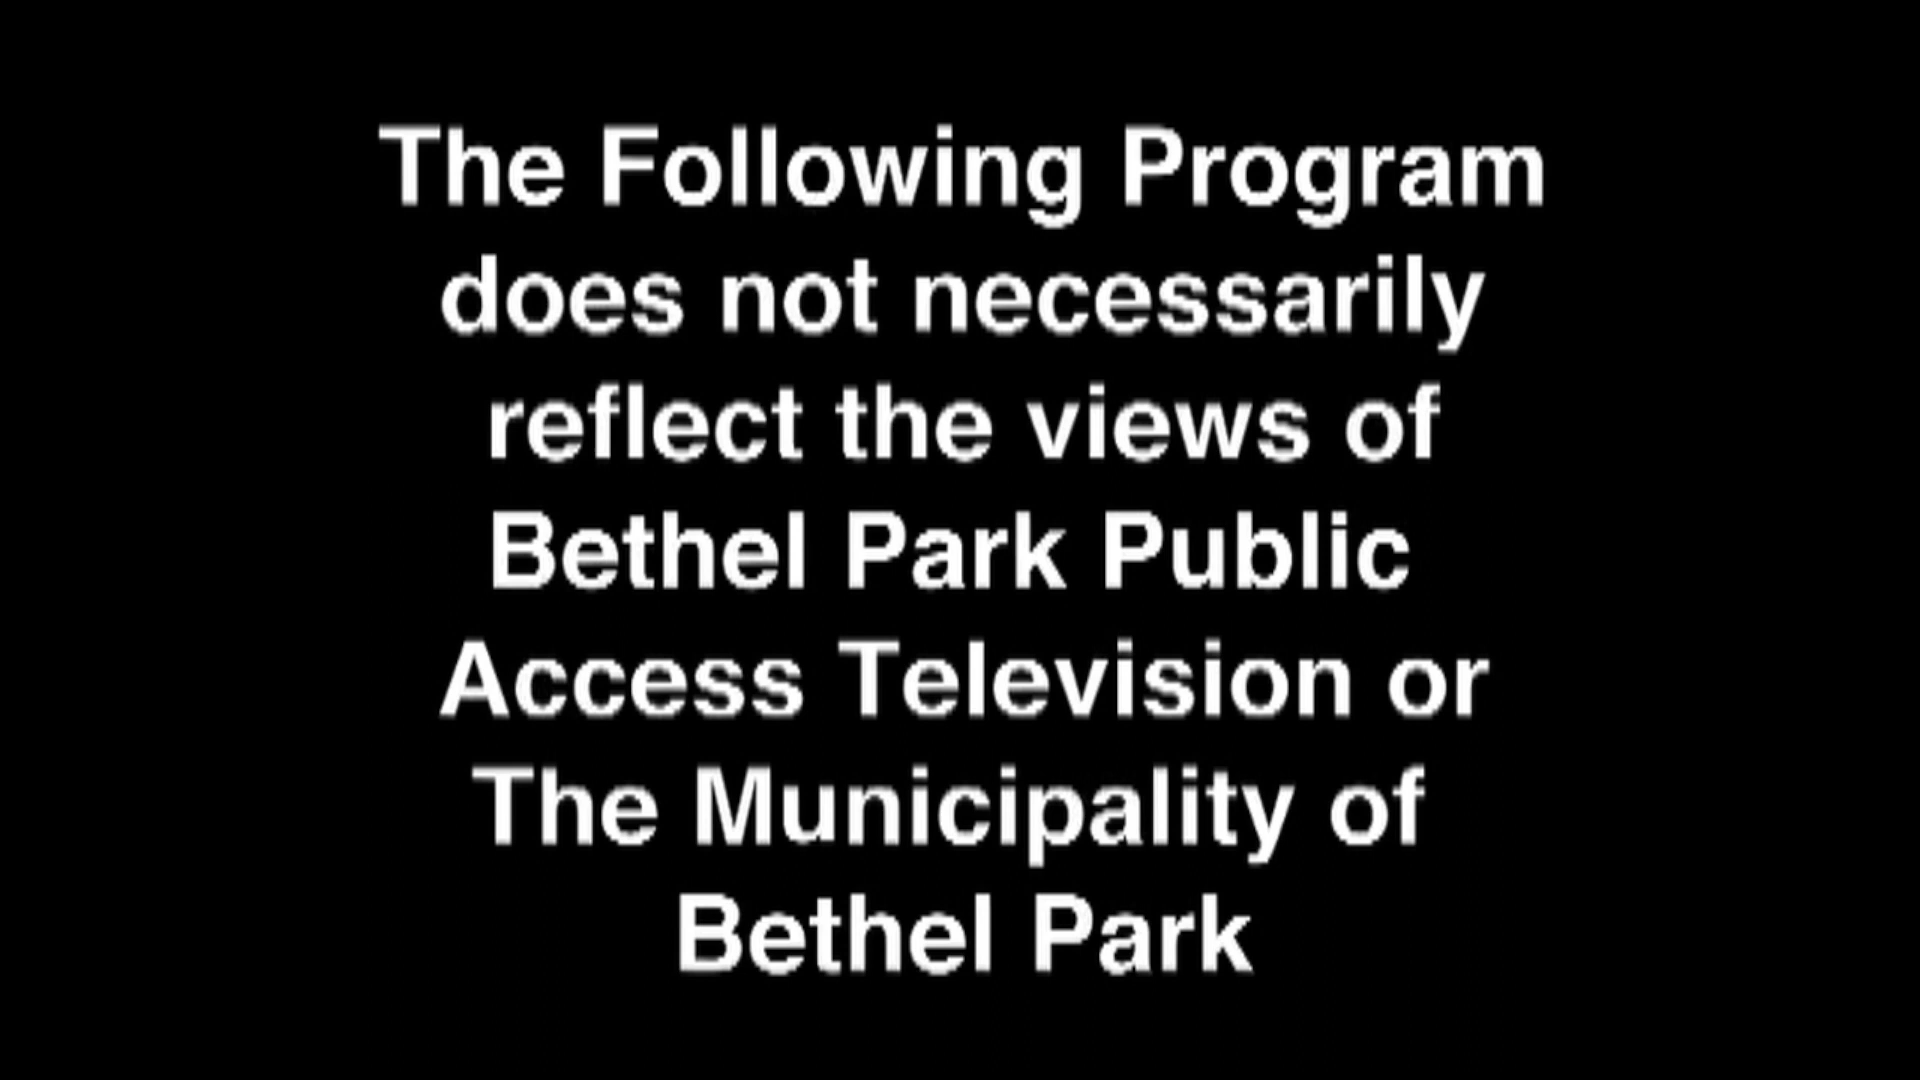 The Following Program
does not necessarily
reflect the views of
Bethel Park Public
Access Television or
The Municipality of
Bethel Park